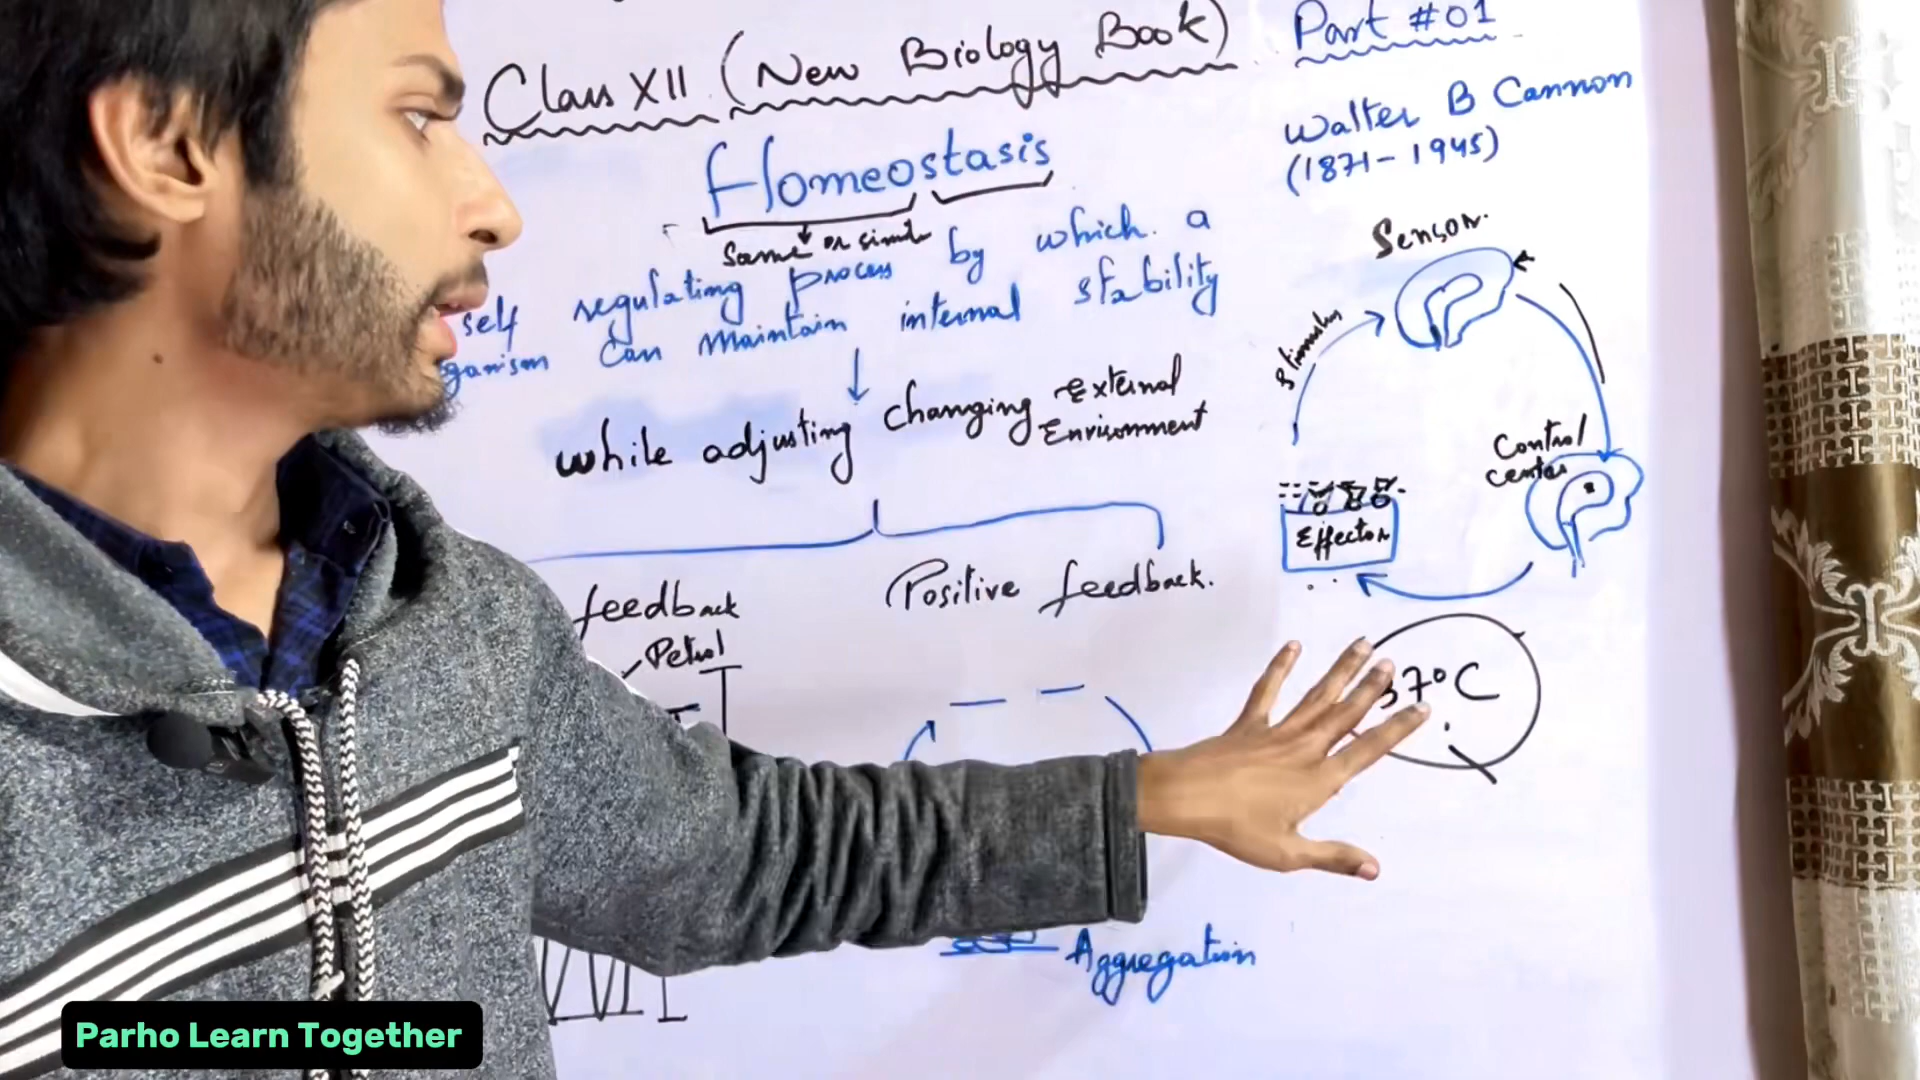 Class XII (New Biology Book)
Part #01
Walter B Cannon
(1871-1945)
Homeostasis
Same or simil
self regulating process by which a
ganism can maintain internal stability
while adjusting changing External
Environment
feedback
Positive feedback.
Petrol
Aggregation
Sensor.
Stimulus
Control
center
Effector
37°C
Parho Learn Together